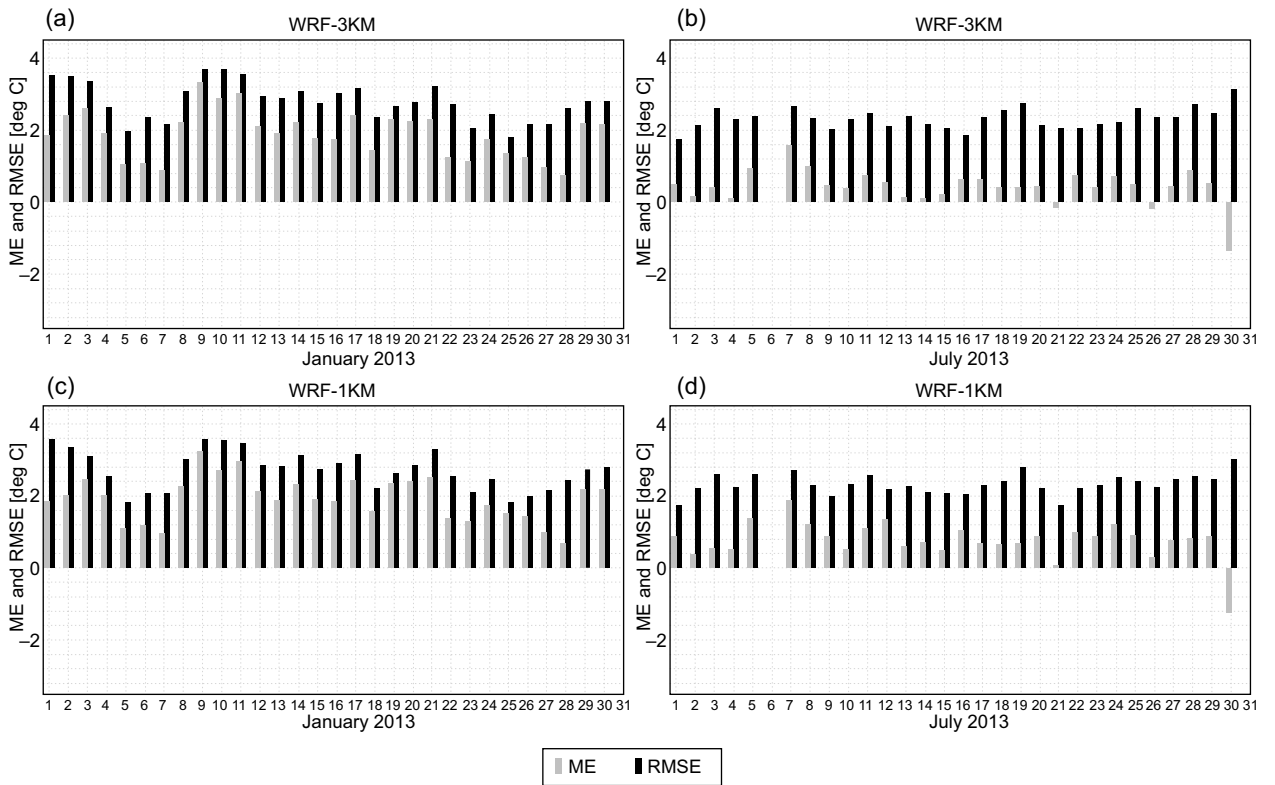 (a)
WRF-3KM
ME and RMSE [deg C]
4
2
0
–2
1 2 3 4 5 6 7 8 9 10 11 12 13 14 15 16 17 18 19 20 21 22 23 24 25 26 27 28 29 30 31
January 2013
(b)
WRF-3KM
ME and RMSE [deg C]
4
2
0
–2
1 2 3 4 5 6 7 8 9 10 11 12 13 14 15 16 17 18 19 20 21 22 23 24 25 26 27 28 29 30 31
July 2013
(c)
WRF-1KM
ME and RMSE [deg C]
4
2
0
–2
1 2 3 4 5 6 7 8 9 10 11 12 13 14 15 16 17 18 19 20 21 22 23 24 25 26 27 28 29 30 31
January 2013
(d)
WRF-1KM
ME and RMSE [deg C]
4
2
0
–2
1 2 3 4 5 6 7 8 9 10 11 12 13 14 15 16 17 18 19 20 21 22 23 24 25 26 27 28 29 30 31
July 2013
ME RMSE